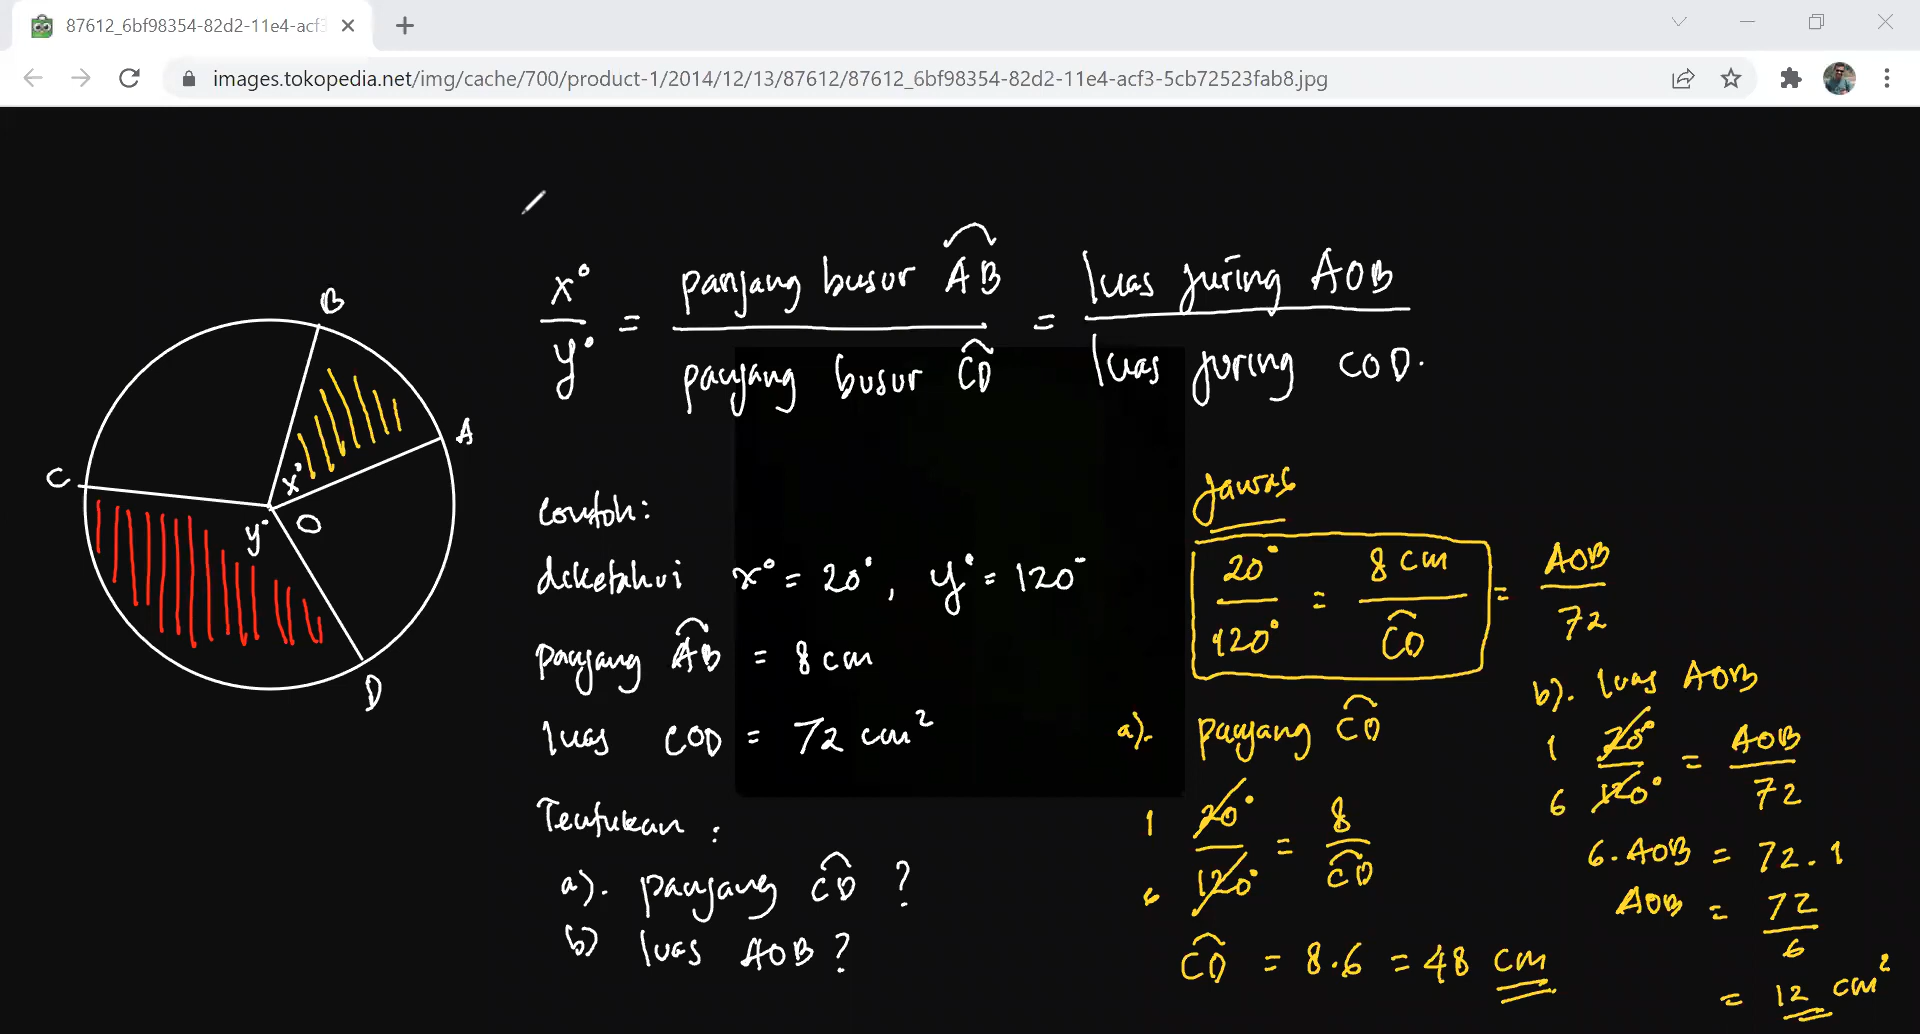 87612_6bf98354-82d2-11e4-acf3
images.tokopedia.net/img/cache/700/product-1/2014/12/13/87612/87612_6bf98354-82d2-11e4-acf3-5cb72523fab8.jpg
x° / y° = panjang busur AB / panjang busur CD = luas juring AOB / luas juring COD.
B
A
C
x°
O
y°
D
Contoh:
diketahui x° = 20°, y° = 120°
panjang AB = 8 cm
luas COD = 72 cm²
Tentukan :
a). panjang CD ?
b) luas AOB ?
Jawab
20° / 120° = 8 cm / CD = AOB / 72
a). panjang CD
1 20° / 6 120° = 8 / CD
CD = 8.6 = 48 cm
b). luas AOB
1 20° / 6 120° = AOB / 72
6.AOB = 72.1
AOB = 72 / 6
= 12 cm²